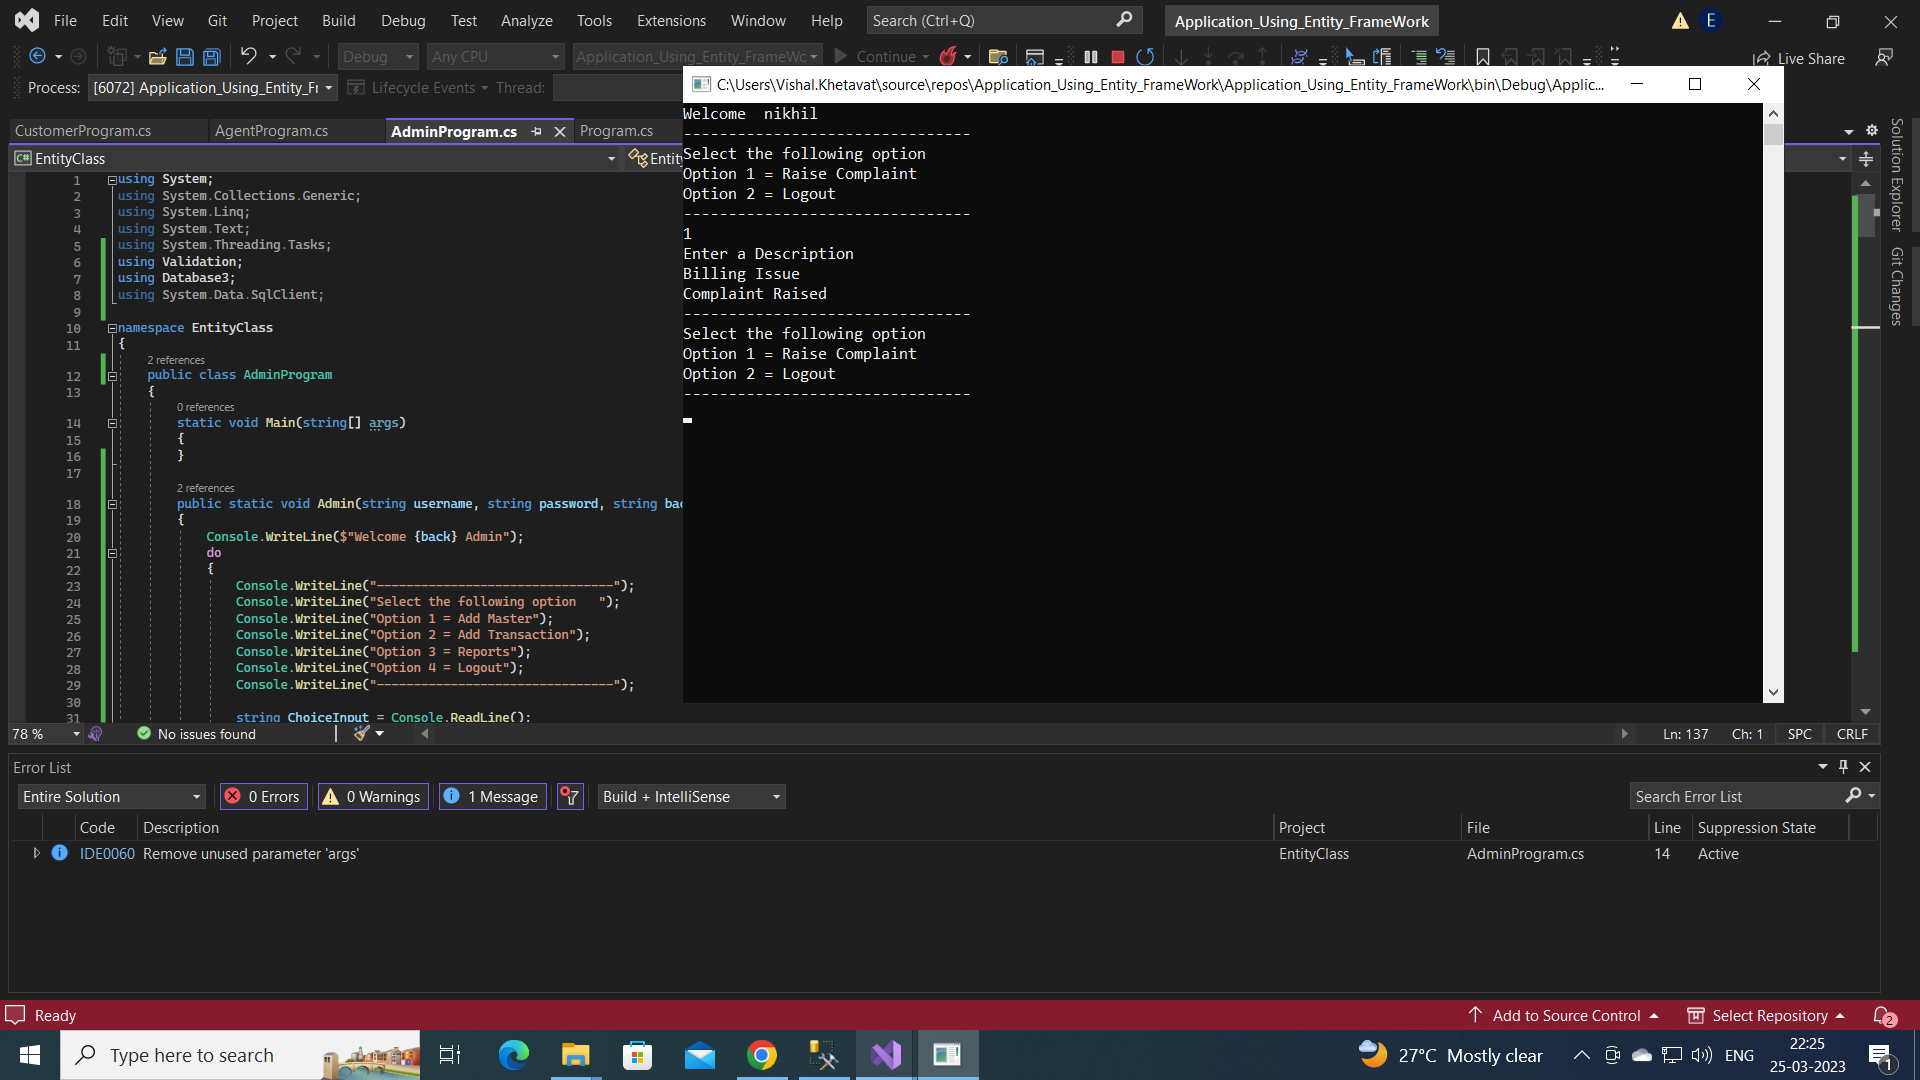 File Edit View Git Project Build Debug Test Analyze Tools Extensions Window Help Search (Ctrl+Q) Application_Using_Entity_FrameWork E
Debug Any CPU Application_Using_Entity_FrameWc Continue Live Share
Process: [6072] Application_Using_Entity_Fr Lifecycle Events Thread:
C:\Users\Vishal.Khetavat\source\repos\Application_Using_Entity_FrameWork\Application_Using_Entity_FrameWork\bin\Debug\Applic...
CustomerProgram.cs AgentProgram.cs AdminProgram.cs Program.cs
C# EntityClass Entity
1 using System;
2 using System.Collections.Generic;
3 using System.Linq;
4 using System.Text;
5 using System.Threading.Tasks;
6 using Validation;
7 using Database3;
8 using System.Data.SqlClient;
9
10 namespace EntityClass
11 {
2 references
12 public class AdminProgram
13 {
0 references
14 static void Main(string[] args)
15 {
16 }
17
2 references
18 public static void Admin(string username, string password, string bac
19 {
20 Console.WriteLine($"Welcome {back} Admin");
21 do
22 {
23 Console.WriteLine("--------------------------------");
24 Console.WriteLine("Select the following option   ");
25 Console.WriteLine("Option 1 = Add Master");
26 Console.WriteLine("Option 2 = Add Transaction");
27 Console.WriteLine("Option 3 = Reports");
28 Console.WriteLine("Option 4 = Logout");
29 Console.WriteLine("--------------------------------");
30
31 string ChoiceInput = Console.ReadLine();
Welcome  nikhil
--------------------------------
Select the following option
Option 1 = Raise Complaint
Option 2 = Logout
--------------------------------
1
Enter a Description
Billing Issue
Complaint Raised
--------------------------------
Select the following option
Option 1 = Raise Complaint
Option 2 = Logout
--------------------------------
Solution Explorer
Git Changes
78 % No issues found Ln: 137 Ch: 1 SPC CRLF
Error List
Entire Solution 0 Errors 0 Warnings 1 Message Build + IntelliSense Search Error List
Code Description Project File Line Suppression State
IDE0060 Remove unused parameter 'args' EntityClass AdminProgram.cs 14 Active
Ready Add to Source Control Select Repository 2
Type here to search 27°C Mostly clear ENG 22:25
25-03-2023 1